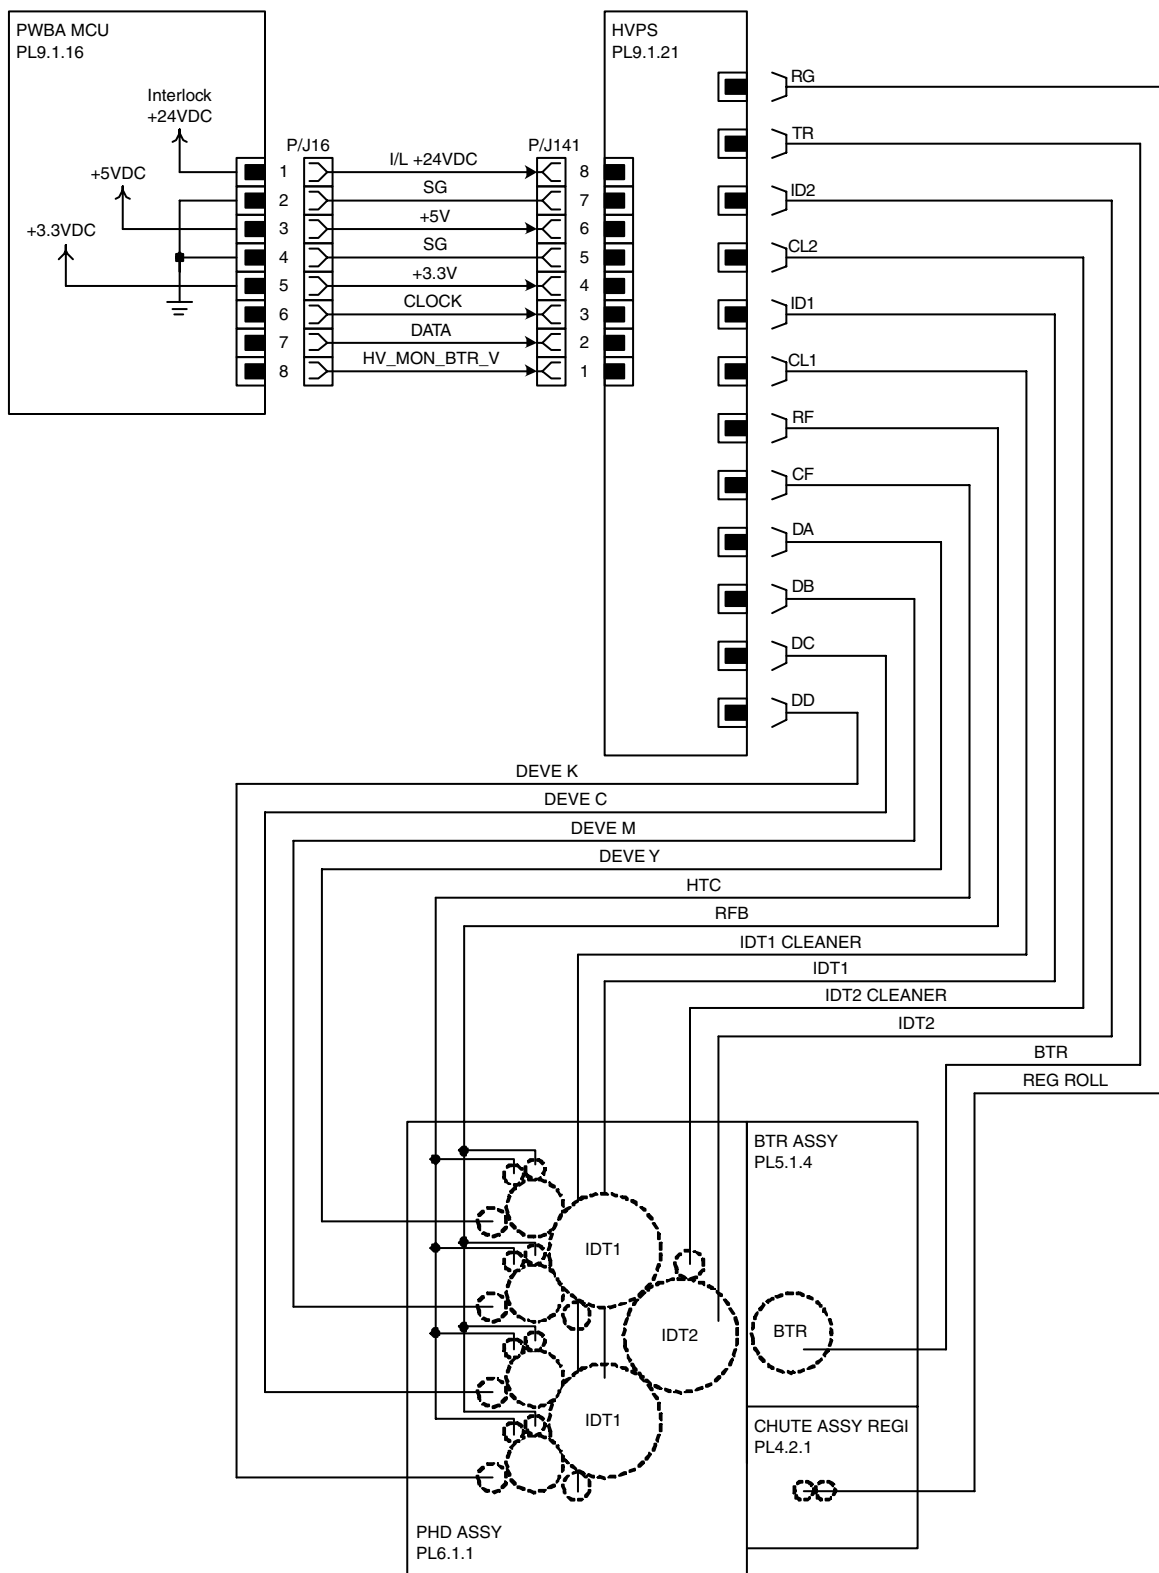 PWBA MCU
PL9.1.16
Interlock
+24VDC
+5VDC
+3.3VDC
1
2
3
4
5
6
7
8
P/J16
I/L +24VDC
SG
+5V
SG
+3.3V
CLOCK
DATA
HV_MON_BTR_V
P/J141
8
7
6
5
4
3
2
1
HVPS
PL9.1.21
RG
TR
ID2
CL2
ID1
CL1
RF
CF
DA
DB
DC
DD
DEVE K
DEVE C
DEVE M
DEVE Y
HTC
RFB
IDT1 CLEANER
IDT1
IDT2 CLEANER
IDT2
BTR
REG ROLL
BTR ASSY
PL5.1.4
IDT1
IDT2
BTR
IDT1
CHUTE ASSY REGI
PL4.2.1
PHD ASSY
PL6.1.1